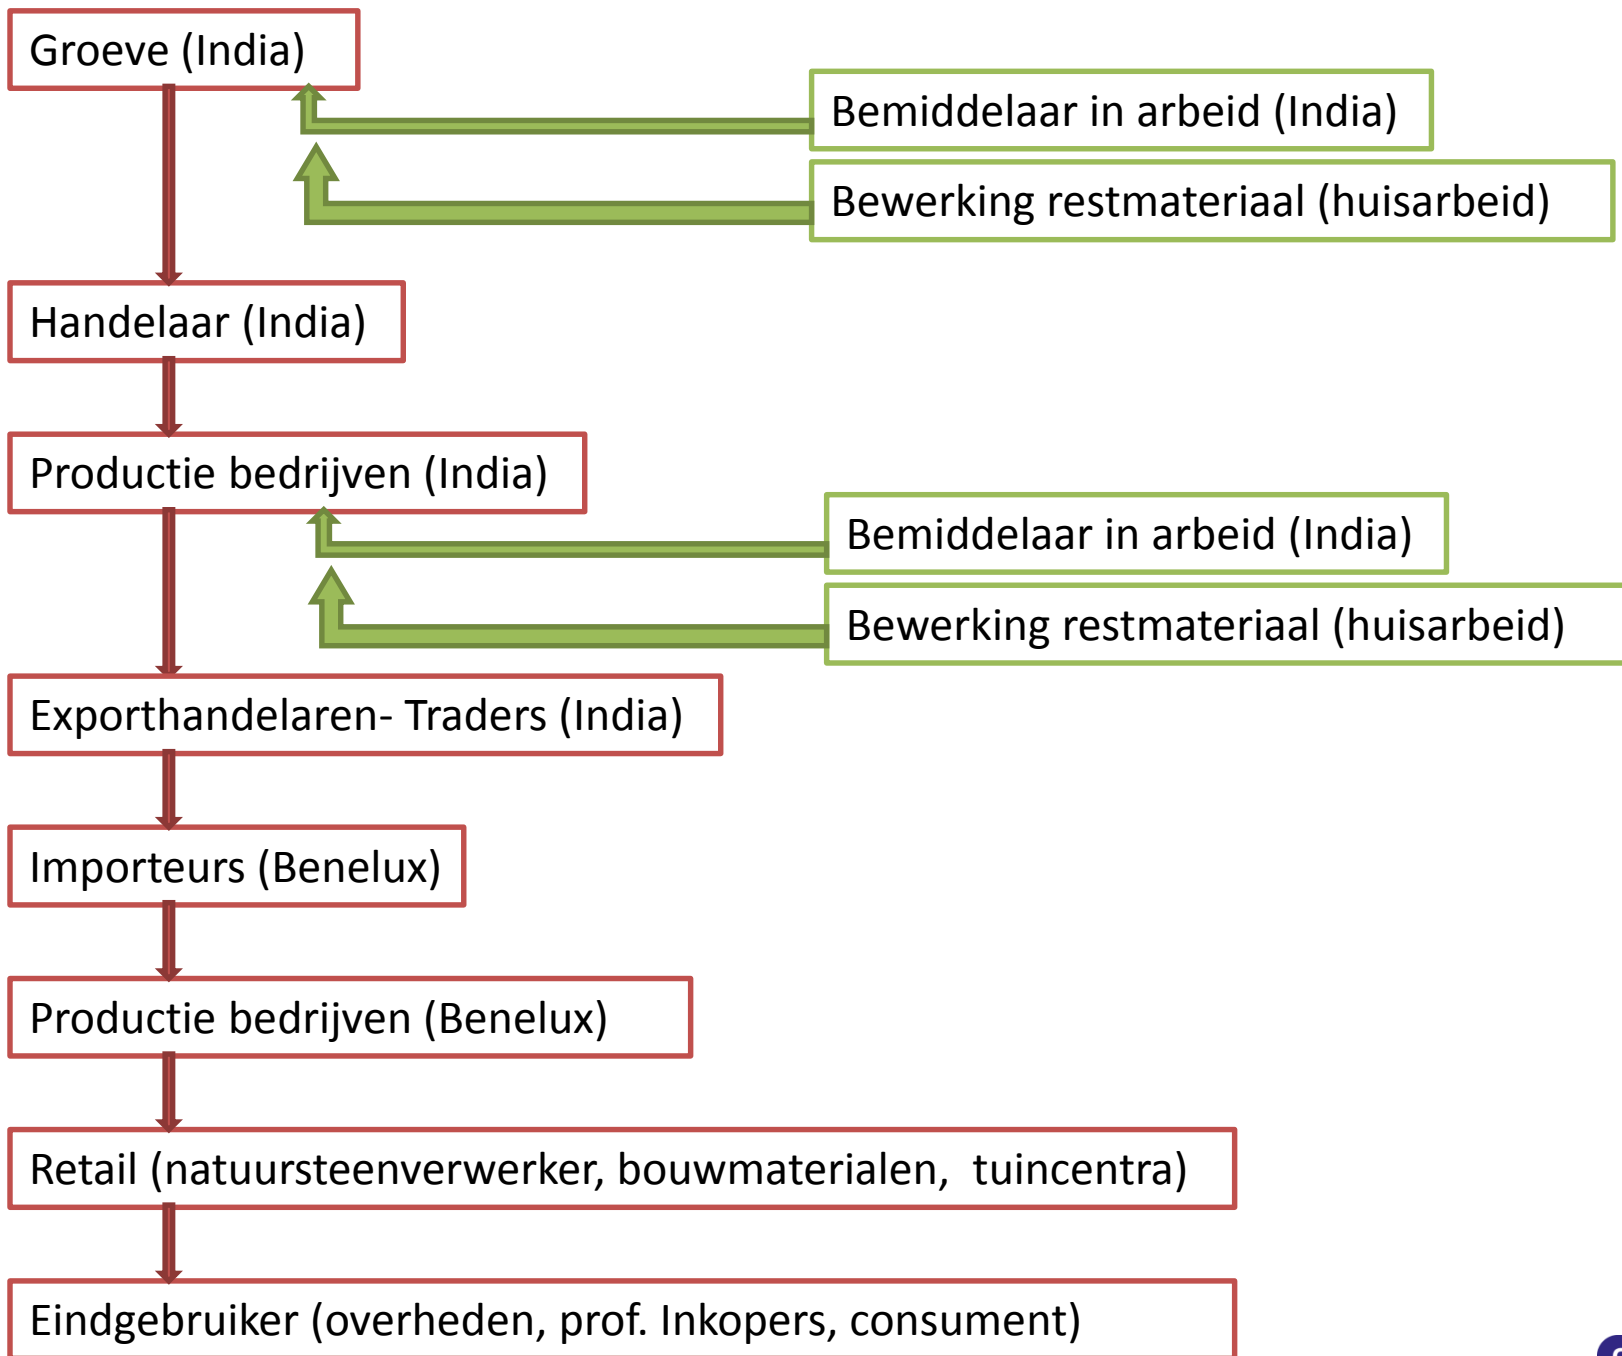 Groeve (India)
Bemiddelaar in arbeid (India)
Bewerking restmateriaal (huisarbeid)
Handelaar (India)
Productie bedrijven (India)
Bemiddelaar in arbeid (India)
Bewerking restmateriaal (huisarbeid)
Exporthandelaren- Traders (India)
Importeurs (Benelux)
Productie bedrijven (Benelux)
Retail (natuursteenverwerker, bouwmaterialen, tuincentra)
Eindgebruiker (overheden, prof. Inkopers, consument)